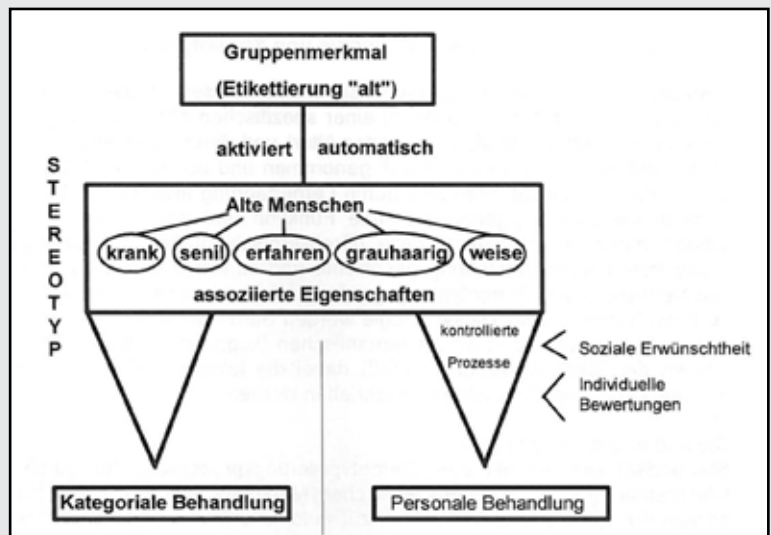 Gruppenmerkmal
(Etikettierung "alt")
aktiviert automatisch
STEREOTYP
Alte Menschen
krank senil erfahren grauhaarig weise
assoziierte Eigenschaften
kontrollierte
Prozesse
Soziale Erwünschtheit
Individuelle
Bewertungen
Kategoriale Behandlung
Personale Behandlung